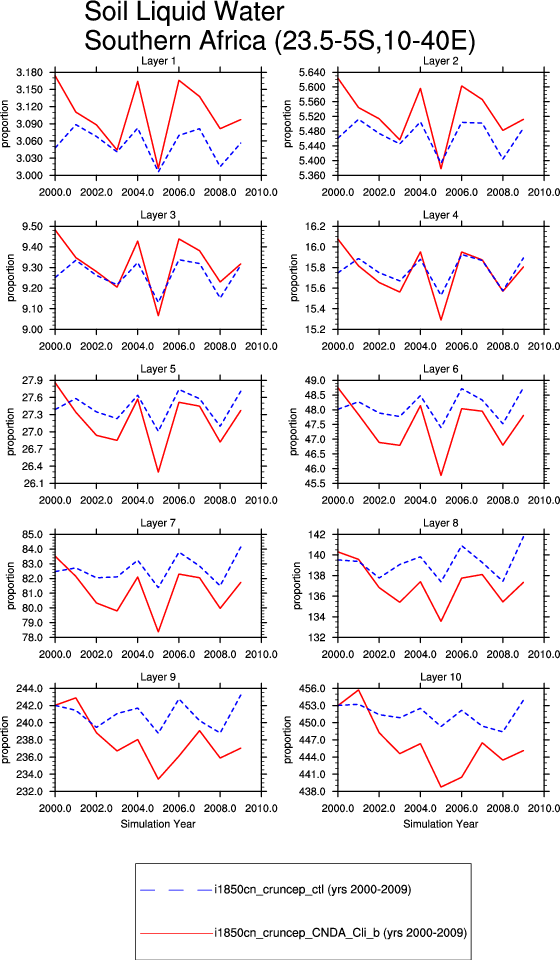 Soil Liquid Water
Southern Africa (23.5-5S,10-40E)
Layer 1
proportion
3.180
3.150
3.120
3.090
3.060
3.030
3.000
2000.0 2002.0 2004.0 2006.0 2008.0 2010.0
Layer 2
proportion
5.640
5.600
5.560
5.520
5.480
5.440
5.400
5.360
2000.0 2002.0 2004.0 2006.0 2008.0 2010.0
Layer 3
proportion
9.50
9.40
9.30
9.20
9.10
9.00
2000.0 2002.0 2004.0 2006.0 2008.0 2010.0
Layer 4
proportion
16.2
16.0
15.8
15.6
15.4
15.2
2000.0 2002.0 2004.0 2006.0 2008.0 2010.0
Layer 5
proportion
27.9
27.6
27.3
27.0
26.7
26.4
26.1
2000.0 2002.0 2004.0 2006.0 2008.0 2010.0
Layer 6
proportion
49.0
48.5
48.0
47.5
47.0
46.5
46.0
45.5
2000.0 2002.0 2004.0 2006.0 2008.0 2010.0
Layer 7
proportion
85.0
84.0
83.0
82.0
81.0
80.0
79.0
78.0
2000.0 2002.0 2004.0 2006.0 2008.0 2010.0
Layer 8
proportion
142
140
138
136
134
132
2000.0 2002.0 2004.0 2006.0 2008.0 2010.0
Layer 9
proportion
244.0
242.0
240.0
238.0
236.0
234.0
232.0
2000.0 2002.0 2004.0 2006.0 2008.0 2010.0
Simulation Year
Layer 10
proportion
456.0
453.0
450.0
447.0
444.0
441.0
438.0
2000.0 2002.0 2004.0 2006.0 2008.0 2010.0
Simulation Year
i1850cn_cruncep_ctl (yrs 2000-2009)
i1850cn_cruncep_CNDA_Cli_b (yrs 2000-2009)